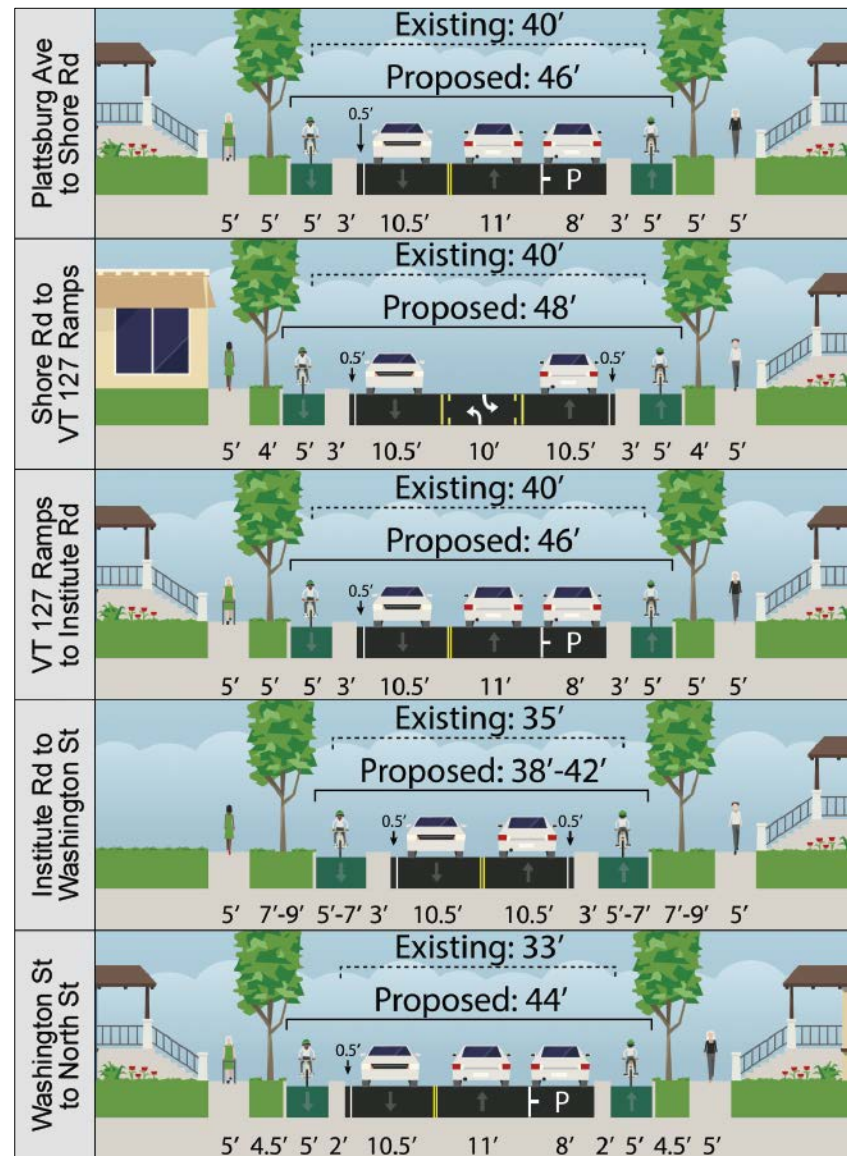 Plattsburg Ave
to Shore Rd
Existing: 40’
Proposed: 46’
0.5’
P
5’ 5’ 5’ 3’ 10.5’ 11’ 8’ 3’ 5’ 5’ 5’
Shore Rd to
VT 127 Ramps
Existing: 40’
Proposed: 48’
0.5’ 0.5’
5’ 4’ 5’ 3’ 10.5’ 10’ 10.5’ 3’ 5’ 4’ 5’
VT 127 Ramps
to Institute Rd
Existing: 40’
Proposed: 46’
0.5’
P
5’ 5’ 5’ 3’ 10.5’ 11’ 8’ 3’ 5’ 5’ 5’
Institute Rd to
Washington St
Existing: 35’
Proposed: 38’-42’
0.5’ 0.5’
5’ 7’-9’ 5’-7’ 3’ 10.5’ 10.5’ 3’ 5’-7’ 7’-9’ 5’
Washington St
to North St
Existing: 33’
Proposed: 44’
0.5’
P
5’ 4.5’ 5’ 2’ 10.5’ 11’ 8’ 2’ 5’ 4.5’ 5’